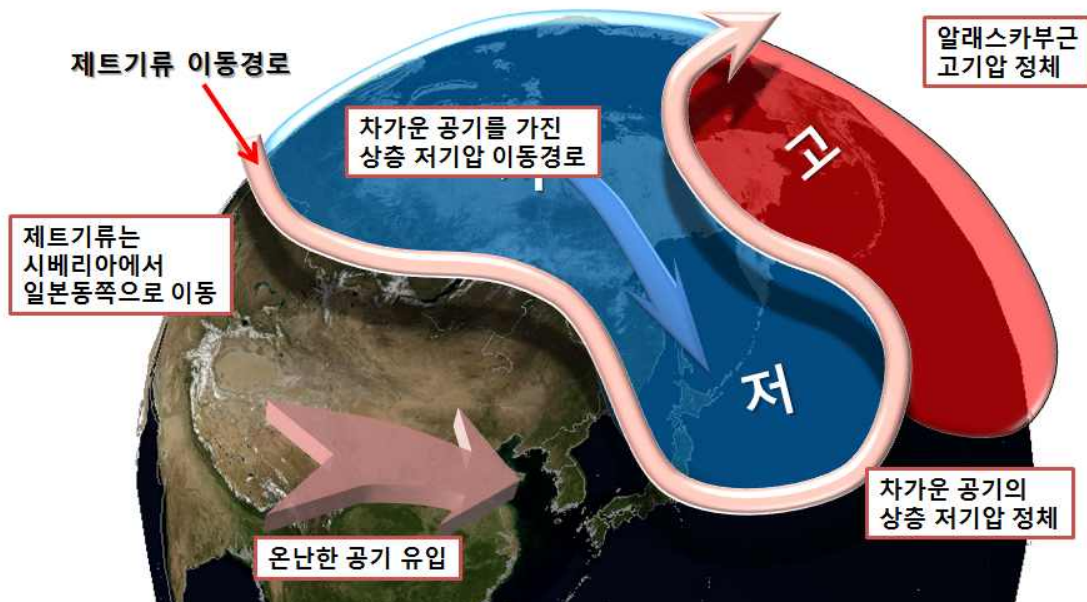 제트기류 이동경로
알래스카부근
고기압 정체
차가운 공기를 가진
상층 저기압 이동경로
고
제트기류는
시베리아에서
일본동쪽으로 이동
저
차가운 공기의
상층 저기압 정체
온난한 공기 유입